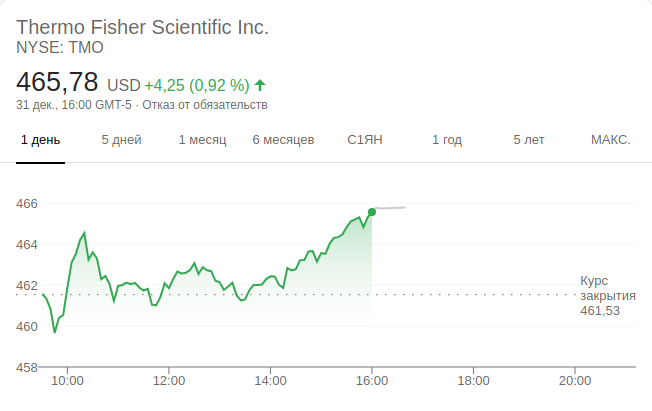 Thermo Fisher Scientific Inc.
NYSE: TMO
465,78 USD +4,25 (0,92 %)
31 дек., 16:00 GMT-5 · Отказ от обязательств
1 день 5 дней 1 месяц 6 месяцев С1ЯН 1 год 5 лет МАКС.
466
464
462
460
458
Курс
закрытия
461,53
10:00 12:00 14:00 16:00 18:00 20:00